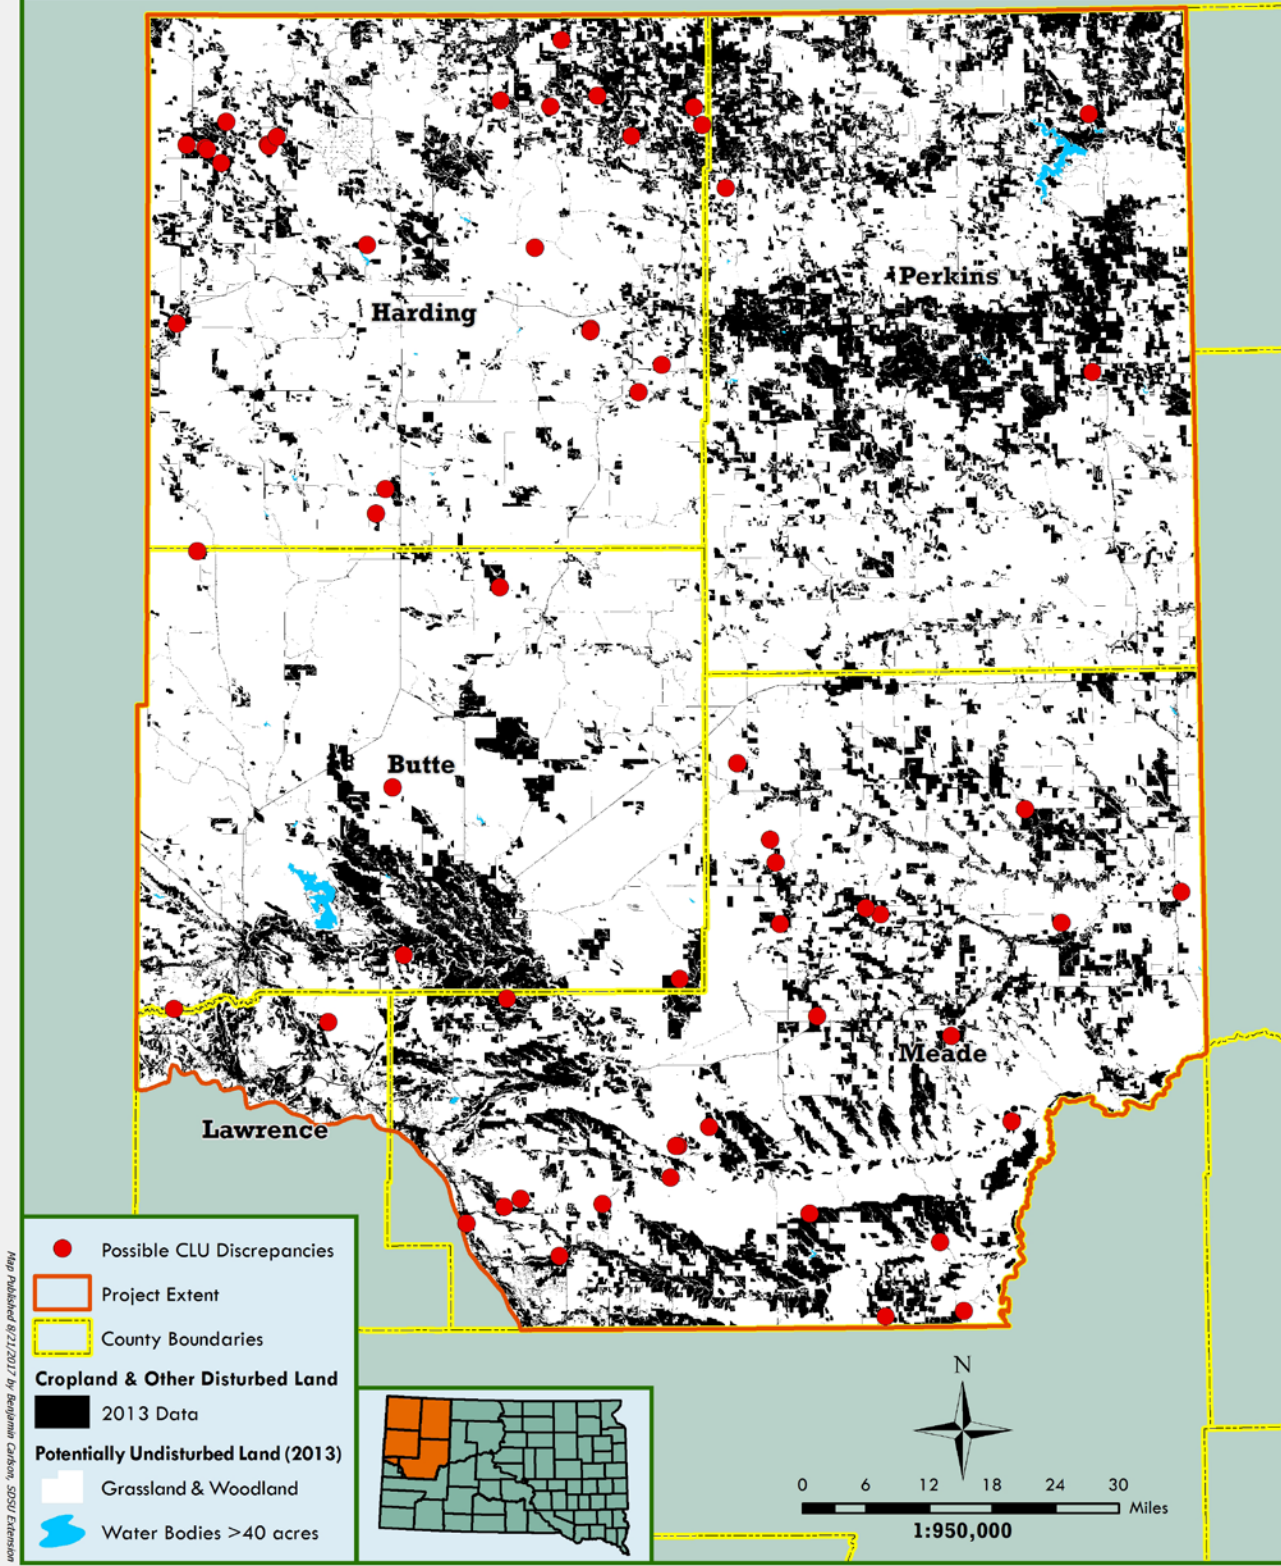 Harding
Perkins
Butte
Meade
Lawrence
Possible CLU Discrepancies
Project Extent
County Boundaries
Cropland & Other Disturbed Land
2013 Data
Potentially Undisturbed Land (2013)
Grassland & Woodland
Water Bodies >40 acres
N
0 6 12 18 24 30
Miles
1:950,000
Map Published 8/21/2017 by Benjamin Carlson, SDSU Extension